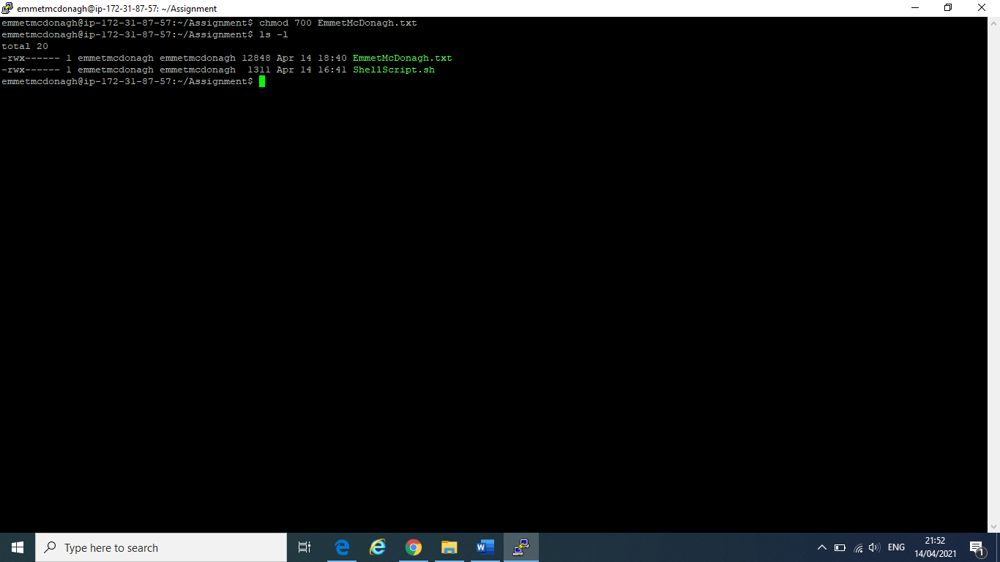 emmetmcdonagh@ip-172-31-87-57: ~/Assignment
emmetmcdonagh@ip-172-31-87-57:~/Assignment$ chmod 700 EmmetMcDonagh.txt
emmetmcdonagh@ip-172-31-87-57:~/Assignment$ ls -l
total 20
-rwx------ 1 emmetmcdonagh emmetmcdonagh 12848 Apr 14 18:40 EmmetMcDonagh.txt
-rwx------ 1 emmetmcdonagh emmetmcdonagh  1311 Apr 14 16:41 ShellScript.sh
emmetmcdonagh@ip-172-31-87-57:~/Assignment$
Type here to search
ENG
21:52
14/04/2021
1